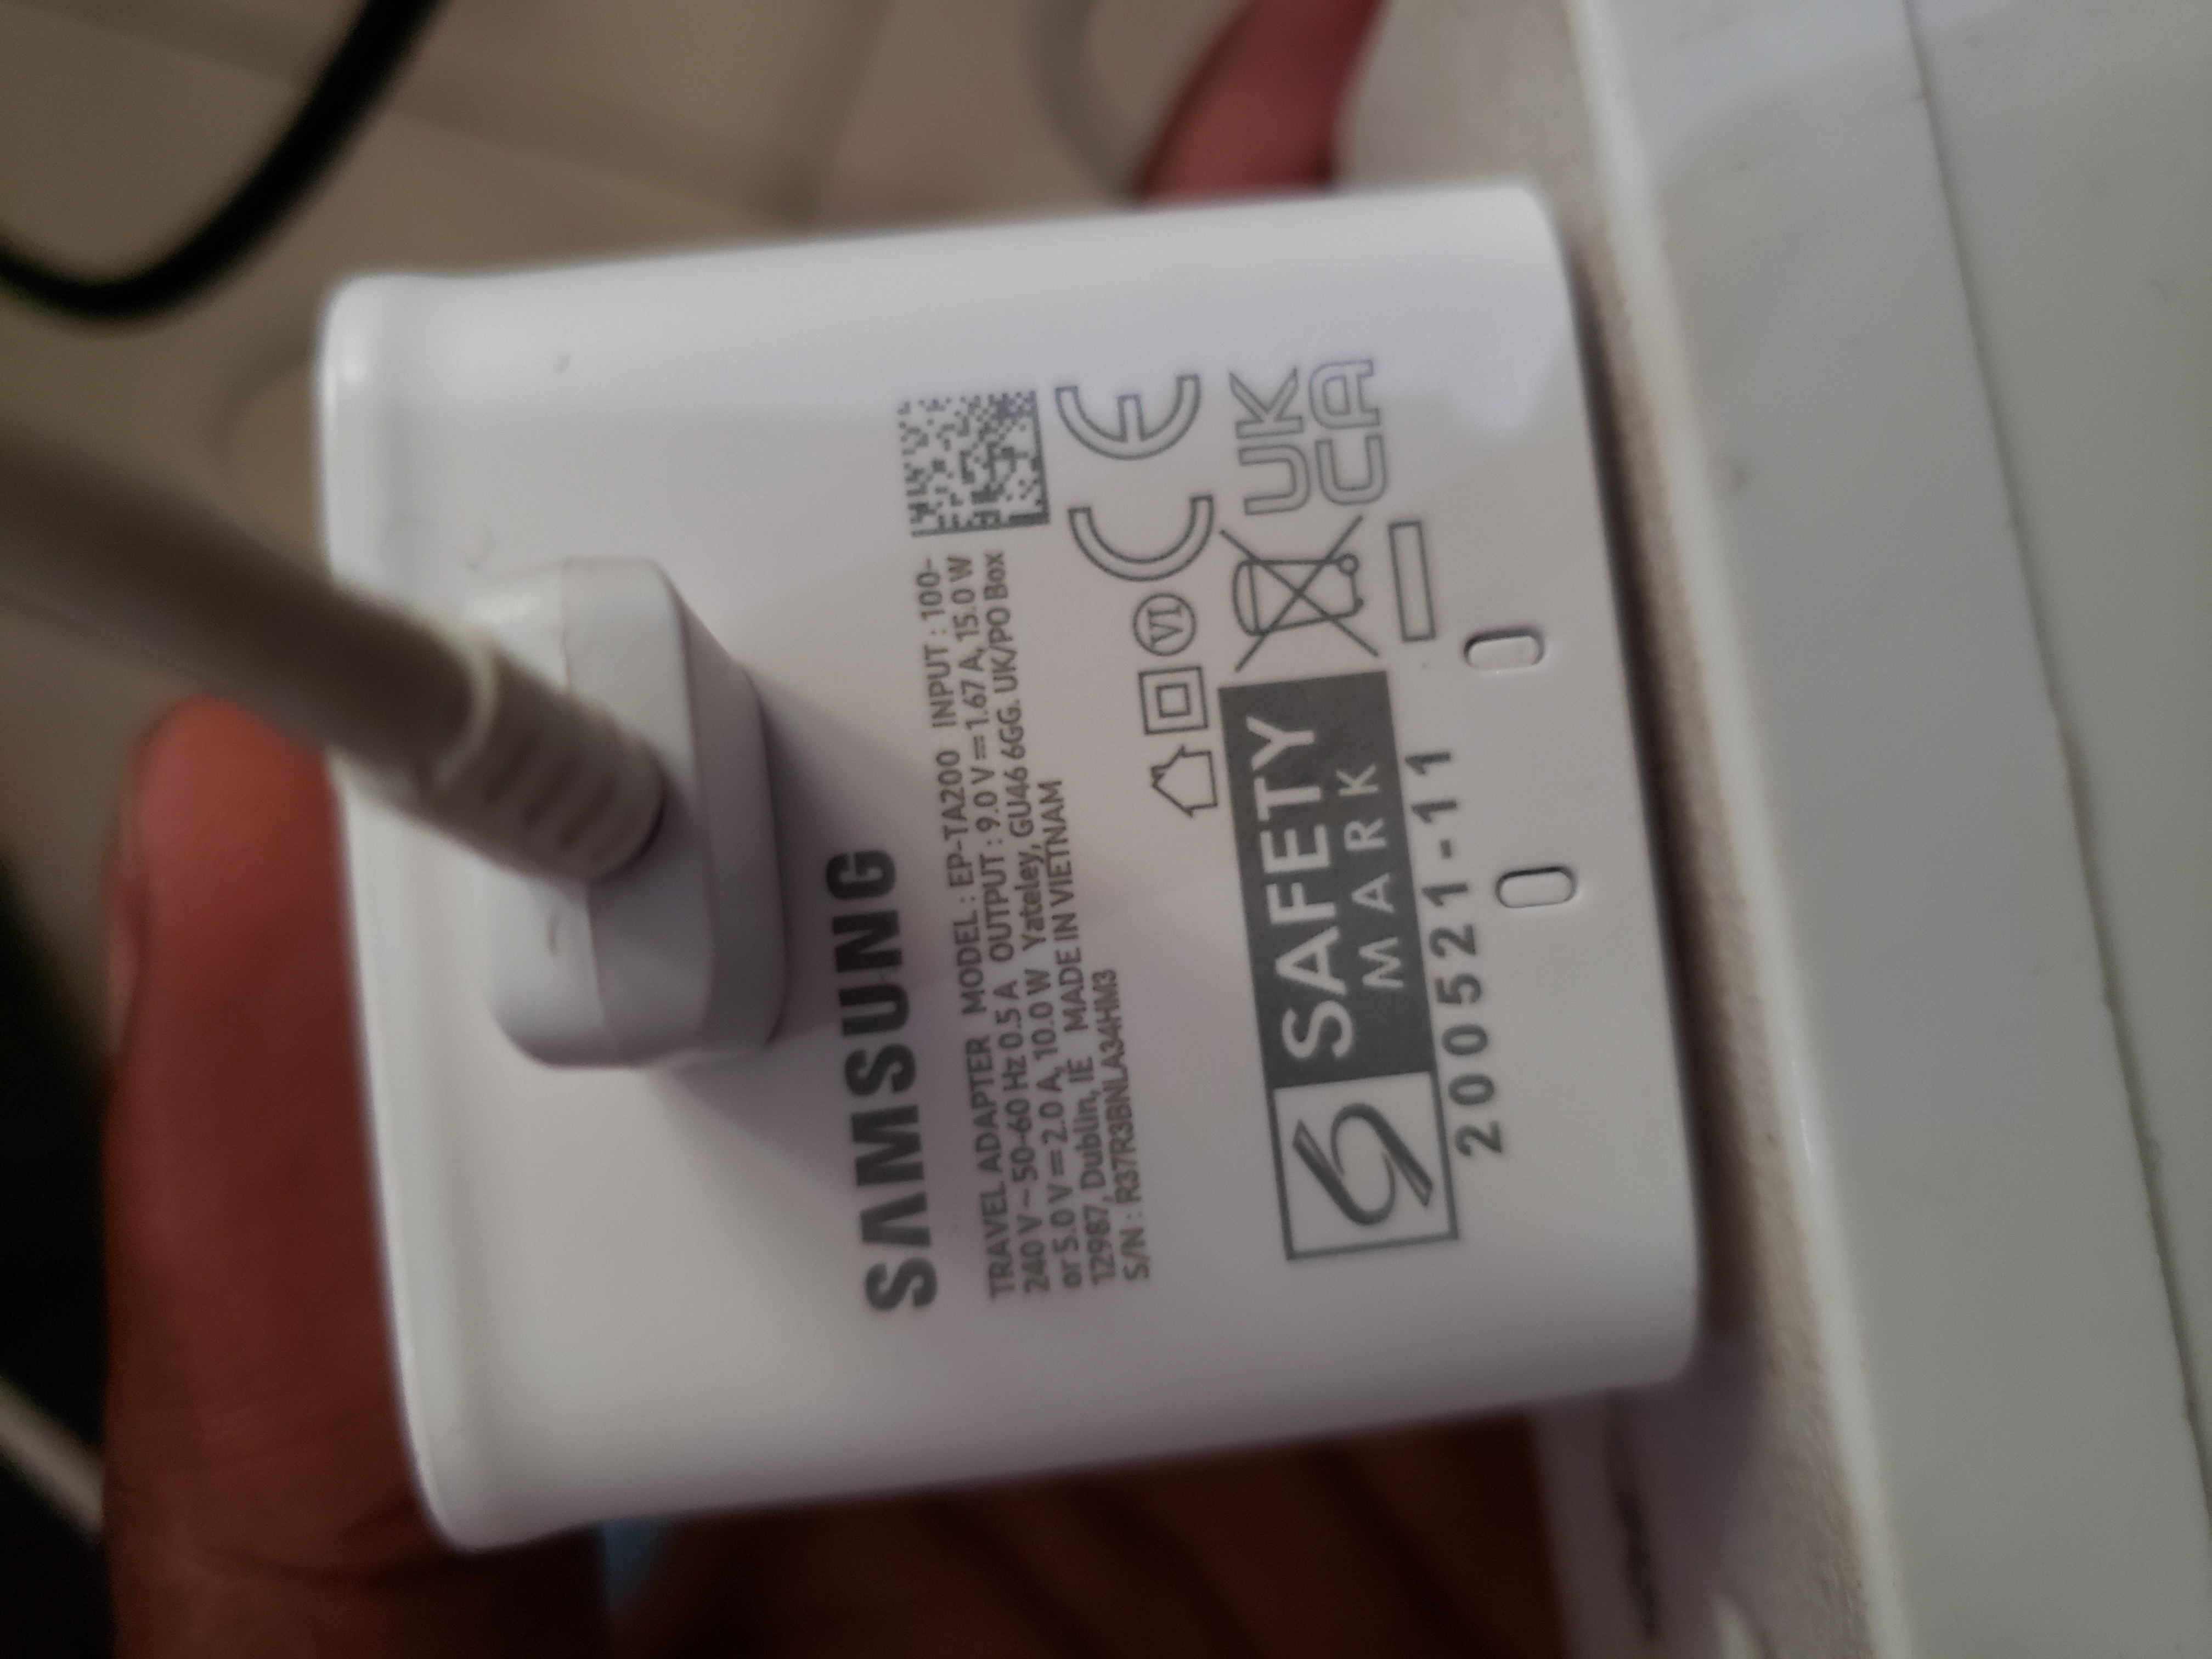 SAMSUNG
TRAVEL ADAPTER MODEL : EP-TA200 INPUT : 100-
240 V ~ 50-60 Hz 0.5 A OUTPUT : 9.0 V ⎓ 1.67 A, 15.0 W
or 5.0 V ⎓ 2.0 A, 10.0 W Yateley, GU46 6GG. UK/PO Box
12987, Dublin, IE MADE IN VIETNAM
S/N : R37R3BNLA34HM3
VI CE
SAFETY
MARK
UK
CA
200521-11